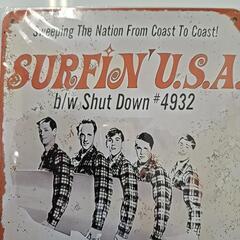 Sweeping The Nation From Coast To Coast!
SURFIN' U.S.A.
b/w Shut Down #4932